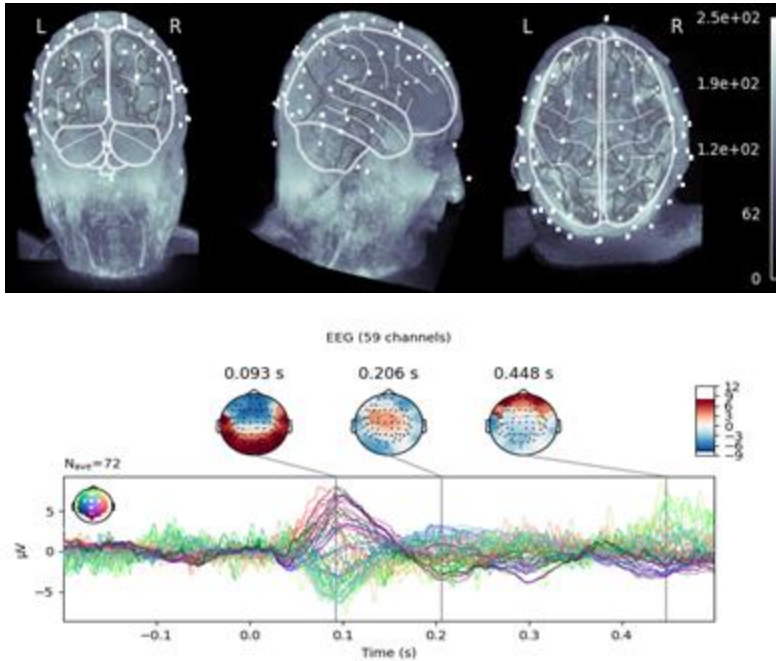 L R L R 2.5e+02
1.9e+02
1.2e+02
62
0
EEG (59 channels)
0.093 s 0.206 s 0.448 s
Nave=72
5
0
−5
µV
−0.1 0.0 0.1 0.2 0.3 0.4
Time (s)